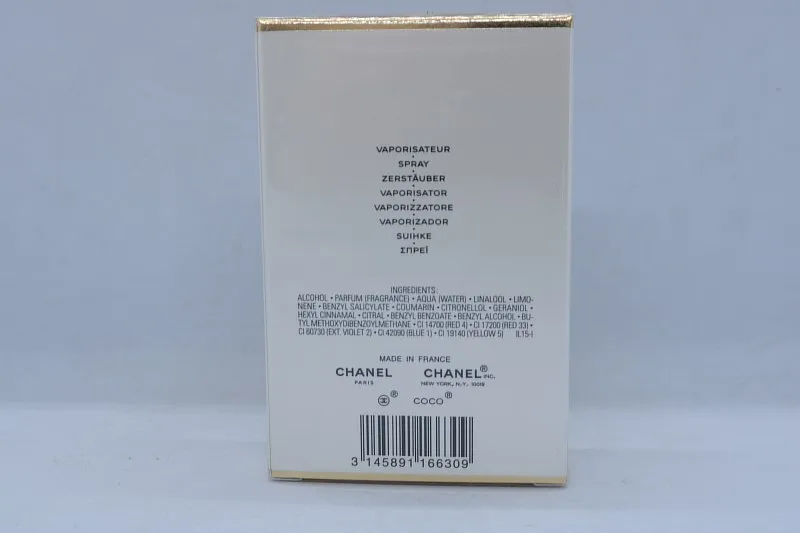 VAPORISATEUR
SPRAY
ZERSTÄUBER
VAPORISATOR
VAPORIZZATORE
VAPORIZADOR
SUIHKE
ΣΠΡΕΪ
INGREDIENTS:
ALCOHOL • PARFUM (FRAGRANCE) • AQUA (WATER) • LINALOOL • LIMO-
NENE • BENZYL SALICYLATE • COUMARIN • CITRONELLOL • GERANIOL •
HEXYL CINNAMAL • CITRAL • BENZYL BENZOATE • BENZYL ALCOHOL • BU-
TYL METHOXYDIBENZOYLMETHANE • CI 14700 (RED 4) • CI 17200 (RED 33) •
CI 60730 (EXT. VIOLET 2) • CI 42090 (BLUE 1) • CI 19140 (YELLOW 5) IL15-I
MADE IN FRANCE
CHANEL CHANEL® INC.
PARIS NEW YORK, N.Y. 10019
® COCO®
3 145891 166309